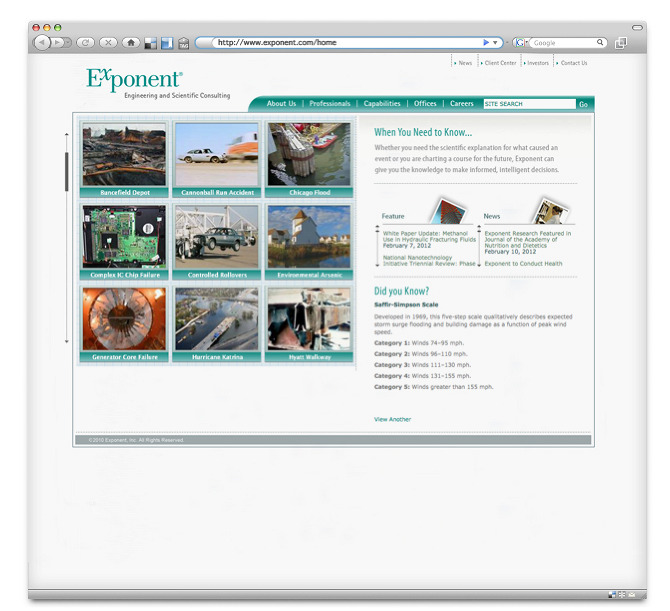 http://www.exponent.com/home
Google
News
Client Center
Investors
Contact Us
Exponent®
Engineering and Scientific Consulting
About Us | Professionals | Capabilities | Offices | Careers
SITE SEARCH
Go
Buncefield Depot
Cannonball Run Accident
Chicago Flood
Complex IC Chip Failure
Controlled Rollovers
Environmental Arsenic
Generator Core Failure
Hurricane Katrina
Hyatt Walkway
When You Need to Know...
Whether you need the scientific explanation for what caused an
event or you are charting a course for the future, Exponent can
give you the knowledge to make informed, intelligent decisions.
Feature
White Paper Update: Methanol
Use in Hydraulic Fracturing Fluids
February 7, 2012
National Nanotechnology
Initiative Triennial Review: Phase
News
Exponent Research Featured in
Journal of the Academy of
Nutrition and Dietetics
February 10, 2012
Exponent to Conduct Health
Did you Know?
Saffir-Simpson Scale
Developed in 1969, this five-step scale qualitatively describes expected
storm surge flooding and building damage as a function of peak wind
speed.
Category 1: Winds 74–95 mph.
Category 2: Winds 96–110 mph.
Category 3: Winds 111–130 mph.
Category 4: Winds 131–155 mph.
Category 5: Winds greater than 155 mph.
View Another
©2010 Exponent, Inc. All Rights Reserved.